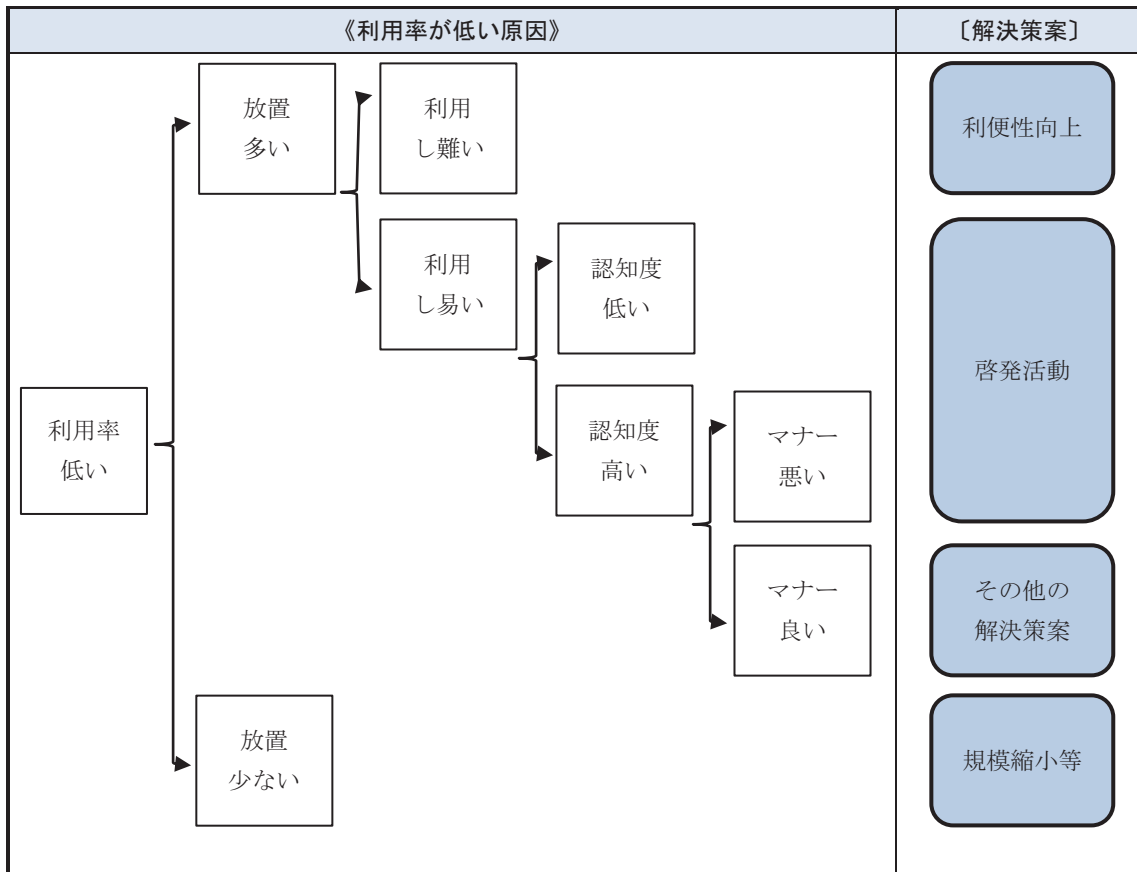 《利用率が低い原因》
〔解決策案〕
放置
多い
利用
し難い
利便性向上
利用
し易い
認知度
低い
啓発活動
利用率
低い
認知度
高い
マナー
悪い
マナー
良い
その他の
解決策案
放置
少ない
規模縮小等